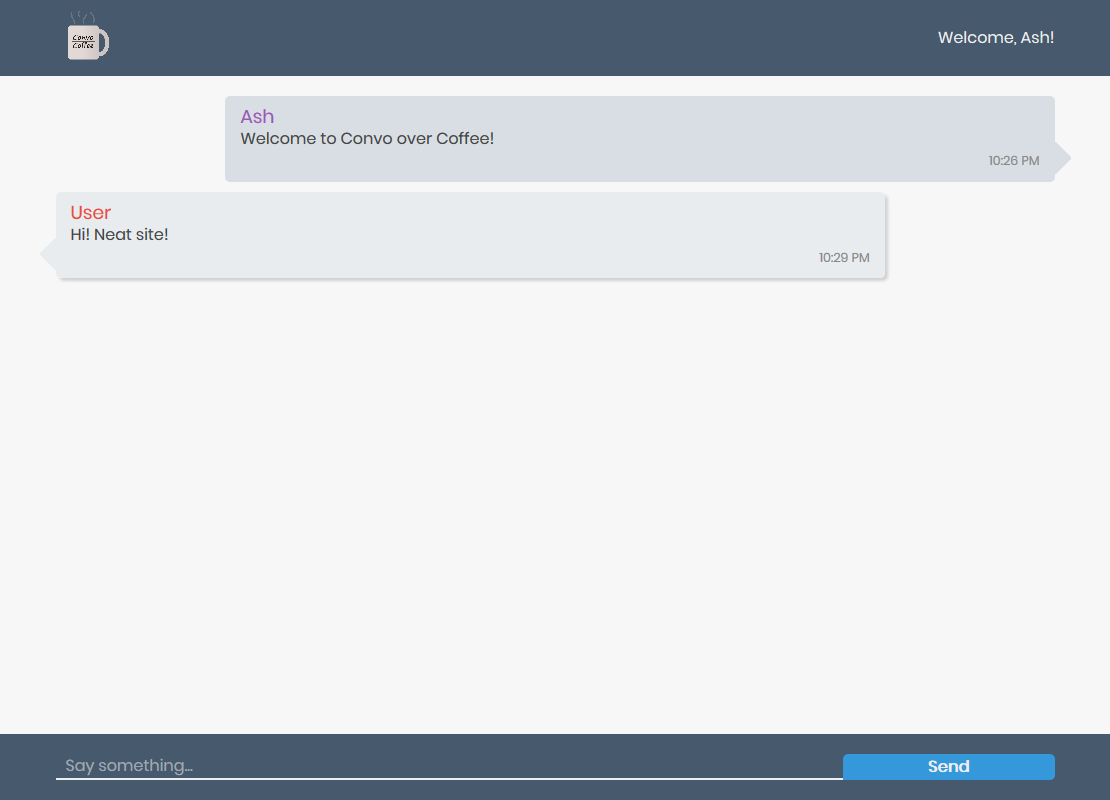 Convo
Coffee
Welcome, Ash!
Ash
Welcome to Convo over Coffee!
10:26 PM
User
Hi! Neat site!
10:29 PM
Say something...
Send